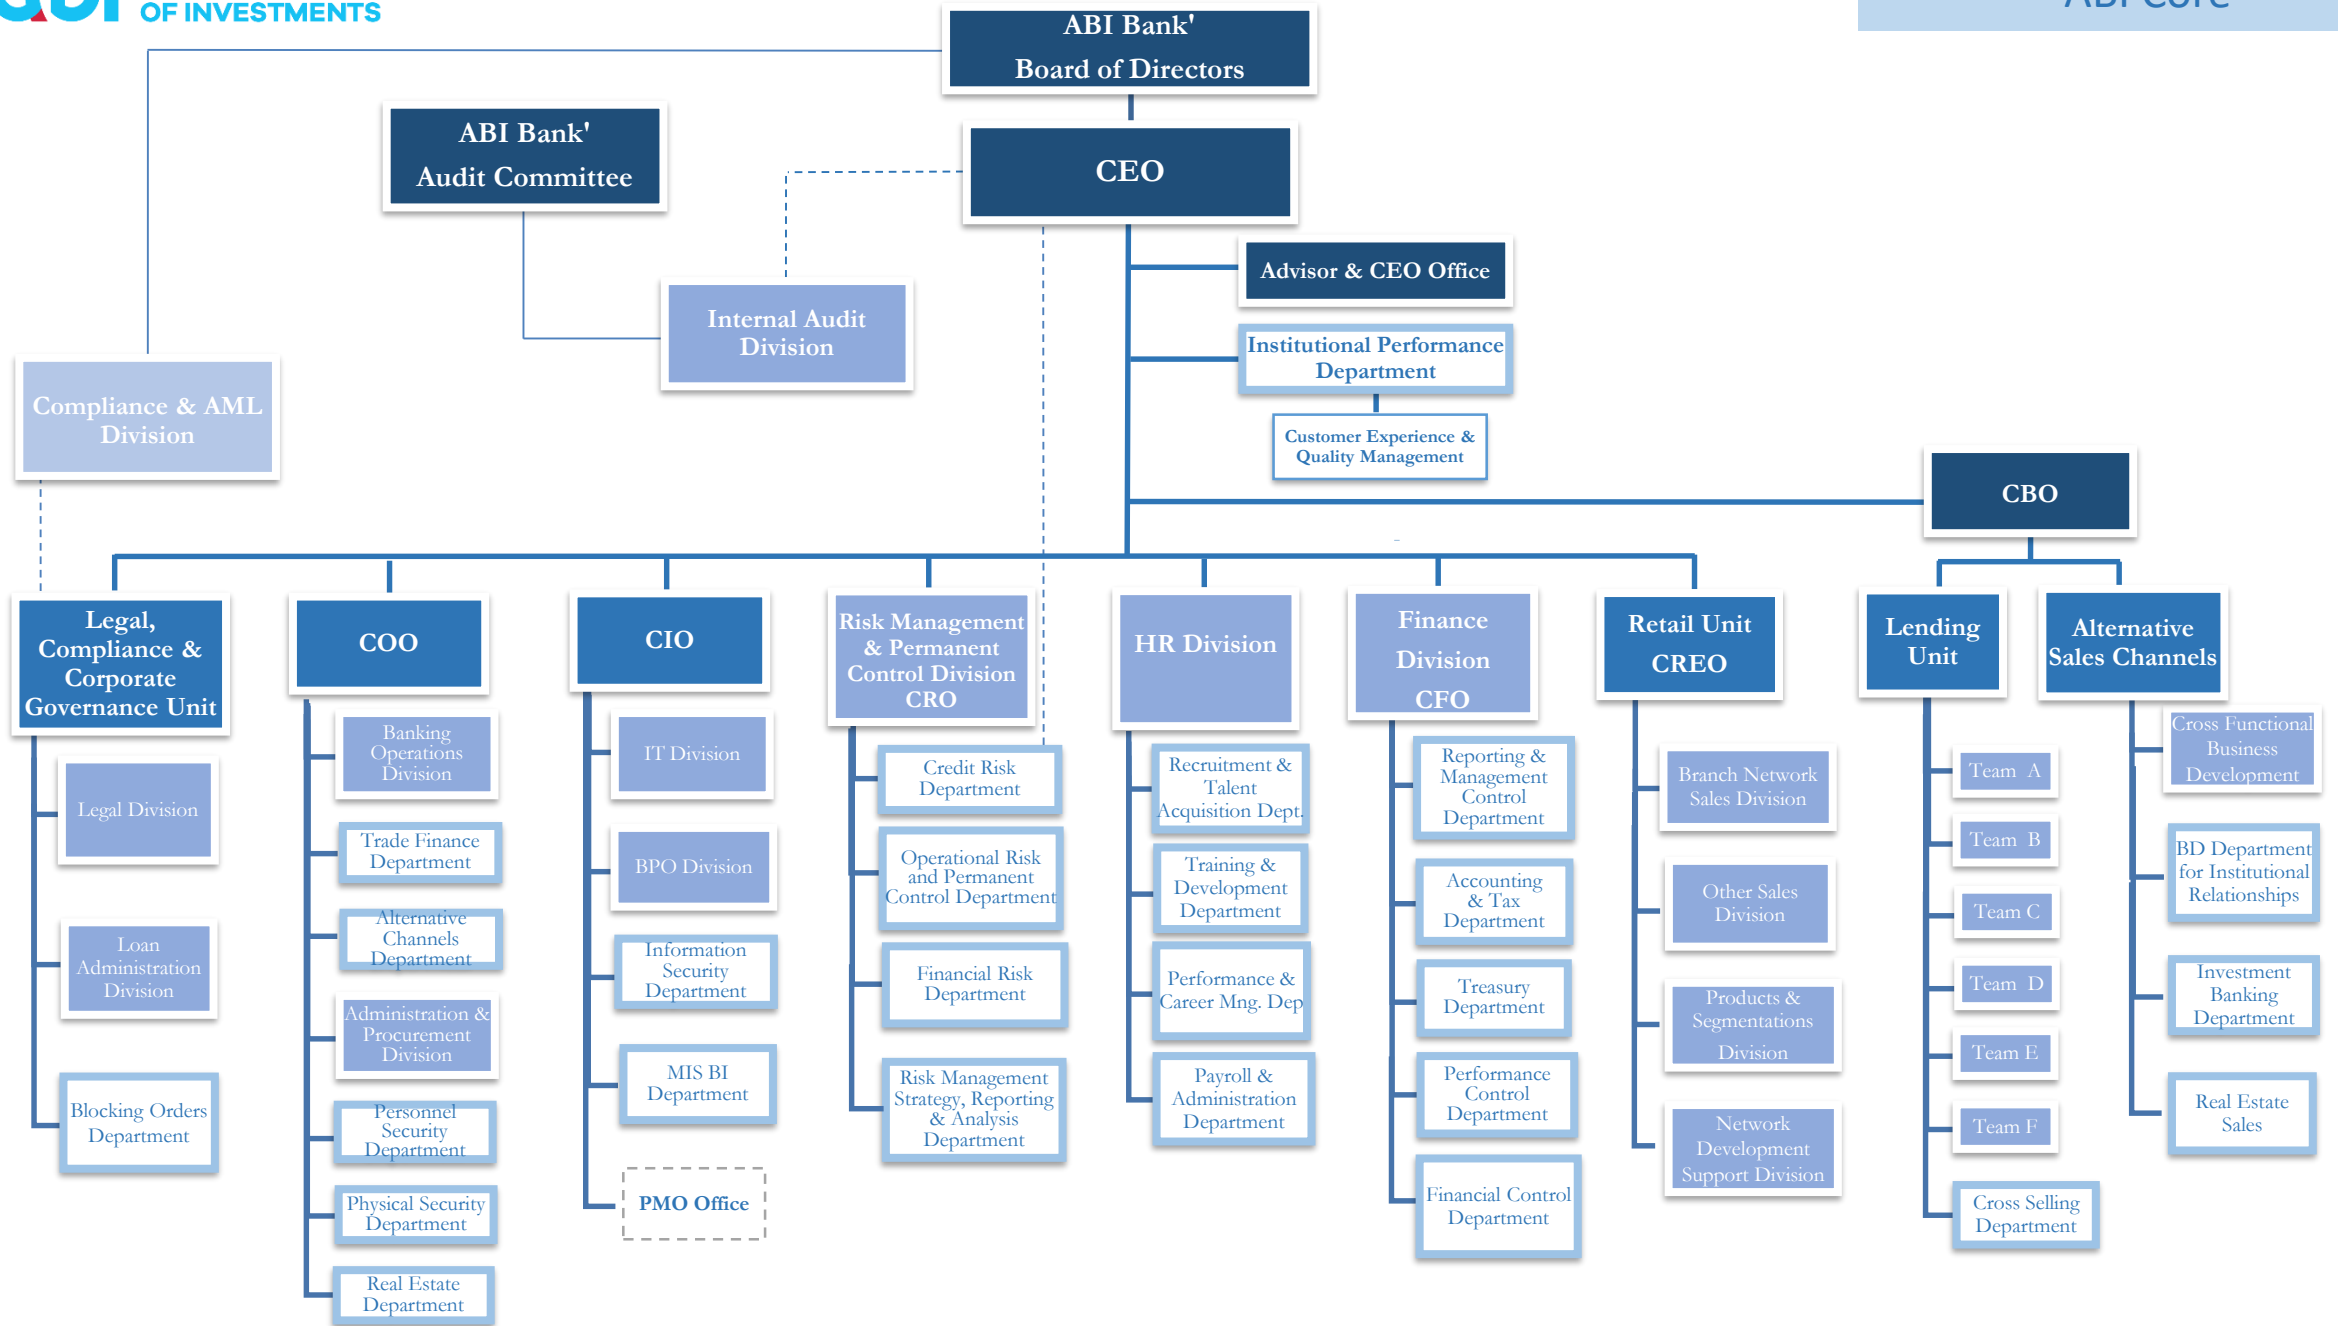 OF INVESTMENTS
ABI Core
ABI Bank'
Board of Directors
ABI Bank'
Audit Committee
CEO
Advisor & CEO Office
Internal Audit
Division
Institutional Performance
Department
Customer Experience &
Quality Management
Compliance & AML
Division
CBO
Legal,
Compliance &
Corporate
Governance Unit
Legal Division
Loan
Administration
Division
Blocking Orders
Department
COO
Banking
Operations
Division
Trade Finance
Department
Alternative
Channels
Department
Administration &
Procurement
Division
Personnel
Security
Department
Physical Security
Department
Real Estate
Department
CIO
IT Division
BPO Division
Information
Security
Department
MIS BI
Department
PMO Office
Risk Management
& Permanent
Control Division
CRO
Credit Risk
Department
Operational Risk
and Permanent
Control Department
Financial Risk
Department
Risk Management
Strategy, Reporting
& Analysis
Department
HR Division
Recruitment &
Talent
Acquisition Dept.
Training &
Development
Department
Performance &
Career Mng. Dep
Payroll &
Administration
Department
Finance
Division
CFO
Reporting &
Management
Control
Department
Accounting
& Tax
Department
Treasury
Department
Performance
Control
Department
Financial Control
Department
Retail Unit
CREO
Branch Network
Sales Division
Other Sales
Division
Products &
Segmentations
Division
Network
Development
Support Division
Lending
Unit
Team A
Team B
Team C
Team D
Team E
Team F
Cross Selling
Department
Alternative
Sales Channels
Cross Functional
Business
Development
BD Department
for Institutional
Relationships
Investment
Banking
Department
Real Estate
Sales